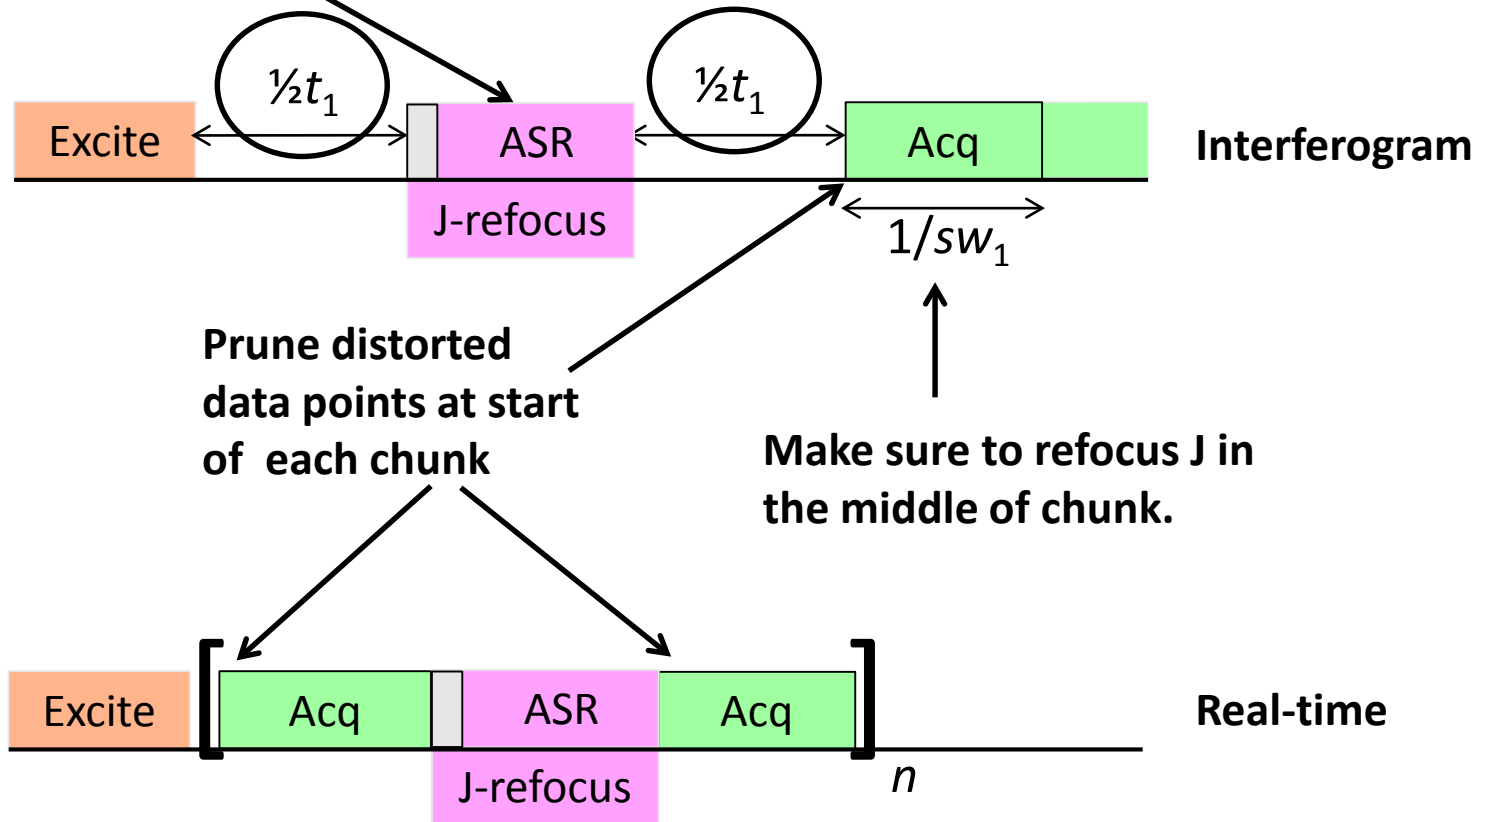 ½t₁
½t₁
Excite
ASR
Acq
Interferogram
J-refocus
1/sw₁
Prune distorted
data points at start
of each chunk
Make sure to refocus J in
the middle of chunk.
Excite
[
Acq
ASR
Acq
]
Real-time
J-refocus
n